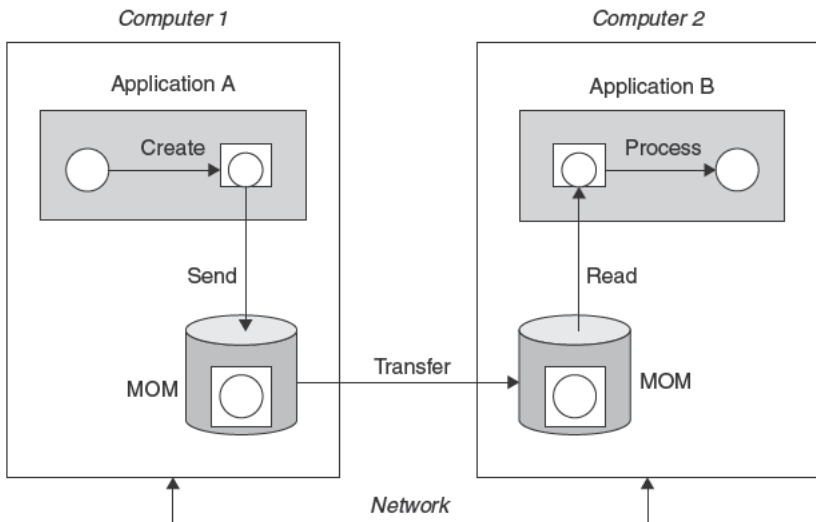 Computer 1
Computer 2
Application A
Application B
Create
Process
Send
Read
Transfer
MOM
MOM
Network